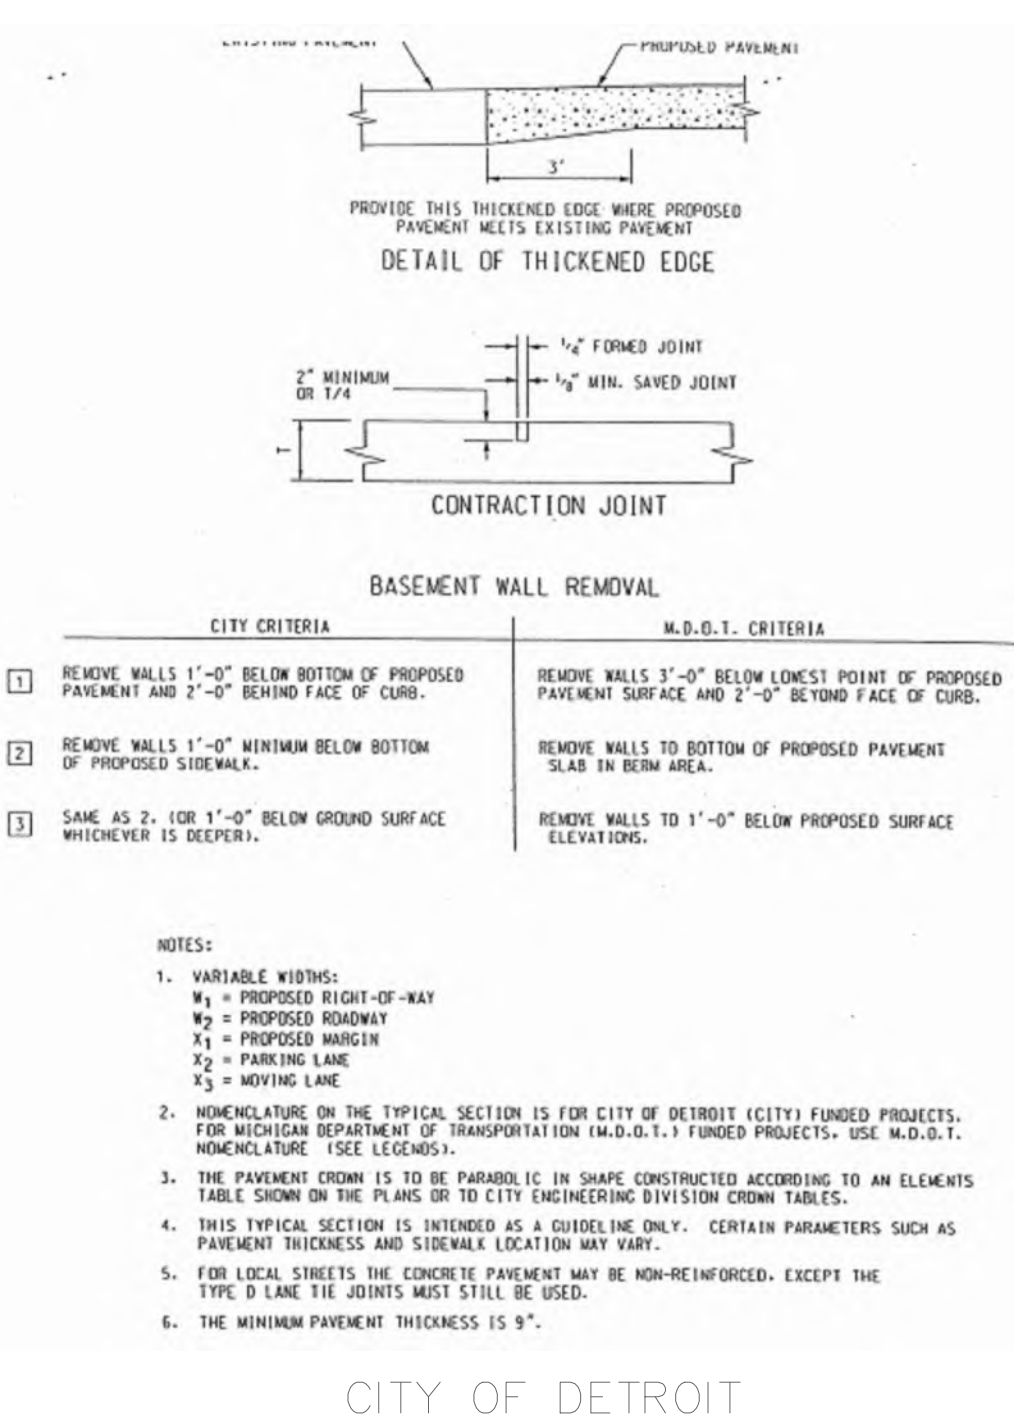 EXISTING PAVEMENT
PROPOSED PAVEMENT
3'
PROVIDE THIS THICKENED EDGE WHERE PROPOSED
PAVEMENT MEETS EXISTING PAVEMENT
DETAIL OF THICKENED EDGE
1/4" FORMED JOINT
2" MINIMUM
OR T/4
1/8" MIN. SAVED JOINT
T
CONTRACTION JOINT
BASEMENT WALL REMOVAL
CITY CRITERIA
M.D.O.T. CRITERIA
1
REMOVE WALLS 1'-0" BELOW BOTTOM OF PROPOSED
PAVEMENT AND 2'-0" BEHIND FACE OF CURB.
REMOVE WALLS 3'-0" BELOW LOWEST POINT OF PROPOSED
PAVEMENT SURFACE AND 2'-0" BEYOND FACE OF CURB.
2
REMOVE WALLS 1'-0" MINIMUM BELOW BOTTOM
OF PROPOSED SIDEWALK.
REMOVE WALLS TO BOTTOM OF PROPOSED PAVEMENT
SLAB IN BERM AREA.
3
SAME AS 2. (OR 1'-0" BELOW GROUND SURFACE
WHICHEVER IS DEEPER).
REMOVE WALLS TO 1'-0" BELOW PROPOSED SURFACE
ELEVATIONS.
NOTES:
1. VARIABLE WIDTHS:
W1 = PROPOSED RIGHT-OF-WAY
W2 = PROPOSED ROADWAY
X1 = PROPOSED MARGIN
X2 = PARKING LANE
X3 = MOVING LANE
2. NOMENCLATURE ON THE TYPICAL SECTION IS FOR CITY OF DETROIT (CITY) FUNDED PROJECTS.
FOR MICHIGAN DEPARTMENT OF TRANSPORTATION (M.D.O.T.) FUNDED PROJECTS. USE M.D.O.T.
NOMENCLATURE (SEE LEGENDS).
3. THE PAVEMENT CROWN IS TO BE PARABOLIC IN SHAPE CONSTRUCTED ACCORDING TO AN ELEMENTS
TABLE SHOWN ON THE PLANS OR TO CITY ENGINEERING DIVISION CROWN TABLES.
4. THIS TYPICAL SECTION IS INTENDED AS A GUIDELINE ONLY. CERTAIN PARAMETERS SUCH AS
PAVEMENT THICKNESS AND SIDEWALK LOCATION MAY VARY.
5. FOR LOCAL STREETS THE CONCRETE PAVEMENT MAY BE NON-REINFORCED. EXCEPT THE
TYPE D LANE TIE JOINTS MUST STILL BE USED.
6. THE MINIMUM PAVEMENT THICKNESS IS 9".
CITY OF DETROIT